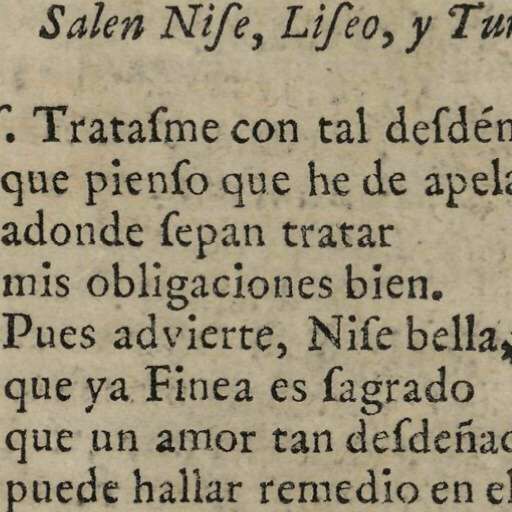 Salen Niſe, Liſeo, y Tur
ſ. Trataſme con tal deſdén
que pienſo que he de apela
adonde ſepan tratar
mis obligaciones bien.
Pues advierte, Niſe bella,
que ya Finea es ſagrado
que un amor tan deſdeñad
puede hallar remedio en el